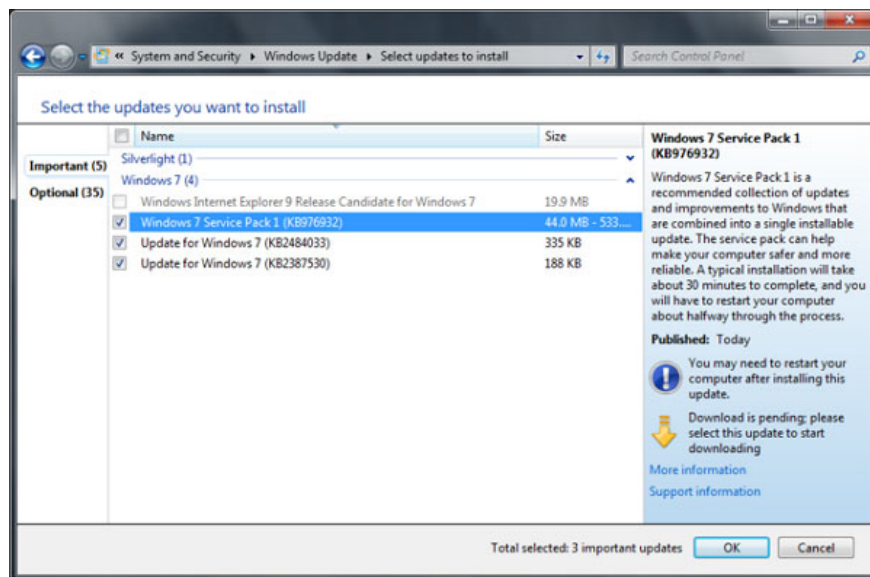 « System and Security ▸ Windows Update ▸ Select updates to install
Search Control Panel
Select the updates you want to install
Important (5)
Optional (35)
Name Size
Silverlight (1)
Windows 7 (4)
Windows Internet Explorer 9 Release Candidate for Windows 7 19.9 MB
Windows 7 Service Pack 1 (KB976932) 44.0 MB - 533....
Update for Windows 7 (KB2484033) 335 KB
Update for Windows 7 (KB2387530) 188 KB
Windows 7 Service Pack 1
(KB976932)
Windows 7 Service Pack 1 is a
recommended collection of updates
and improvements to Windows that
are combined into a single installable
update. The service pack can help
make your computer safer and more
reliable. A typical installation will take
about 30 minutes to complete, and you
will have to restart your computer
about halfway through the process.
Published: Today
You may need to restart your
computer after installing this
update.
Download is pending; please
select this update to start
downloading
More information
Support information
Total selected: 3 important updates OK Cancel